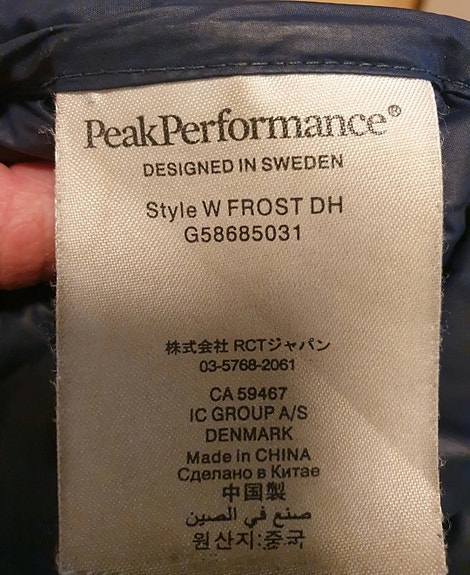 PeakPerformance®
DESIGNED IN SWEDEN
Style W FROST DH
G58685031
株式会社 RCTジャパン
03-5768-2061
CA 59467
IC GROUP A/S
DENMARK
Made in CHINA
Сделано в Китае
中国製
صنع في الصين
원산지:중국